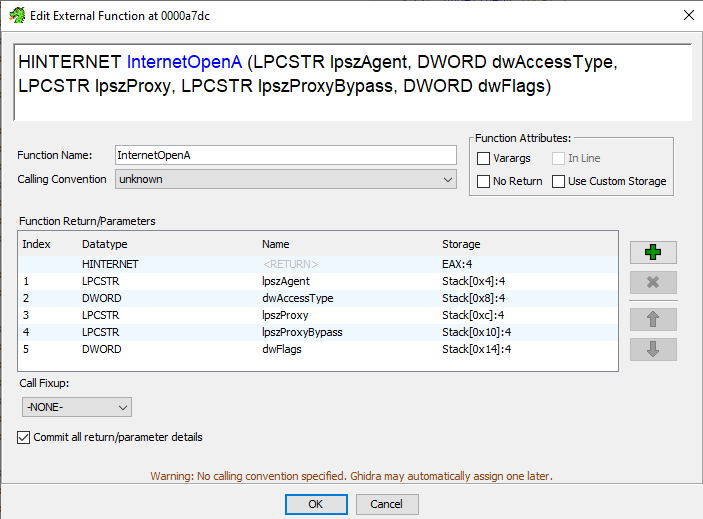 Edit External Function at 0000a7dc
HINTERNET InternetOpenA (LPCSTR lpszAgent, DWORD dwAccessType,
LPCSTR lpszProxy, LPCSTR lpszProxyBypass, DWORD dwFlags)
Function Name: InternetOpenA
Calling Convention unknown
Function Attributes:
Varargs In Line
No Return Use Custom Storage
Function Return/Parameters
Index Datatype Name Storage
HINTERNET <RETURN> EAX:4
1 LPCSTR lpszAgent Stack[0x4]:4
2 DWORD dwAccessType Stack[0x8]:4
3 LPCSTR lpszProxy Stack[0xc]:4
4 LPCSTR lpszProxyBypass Stack[0x10]:4
5 DWORD dwFlags Stack[0x14]:4
Call Fixup:
-NONE-
Commit all return/parameter details
Warning: No calling convention specified. Ghidra may automatically assign one later.
OK Cancel